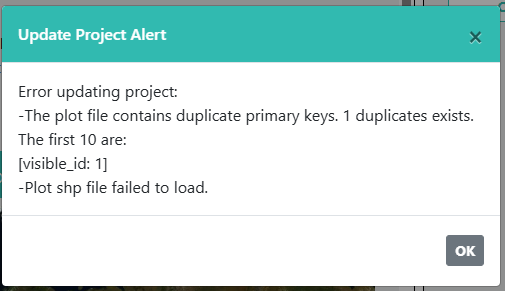 Update Project Alert
×
Error updating project:
-The plot file contains duplicate primary keys. 1 duplicates exists.
The first 10 are:
[visible_id: 1]
-Plot shp file failed to load.
OK